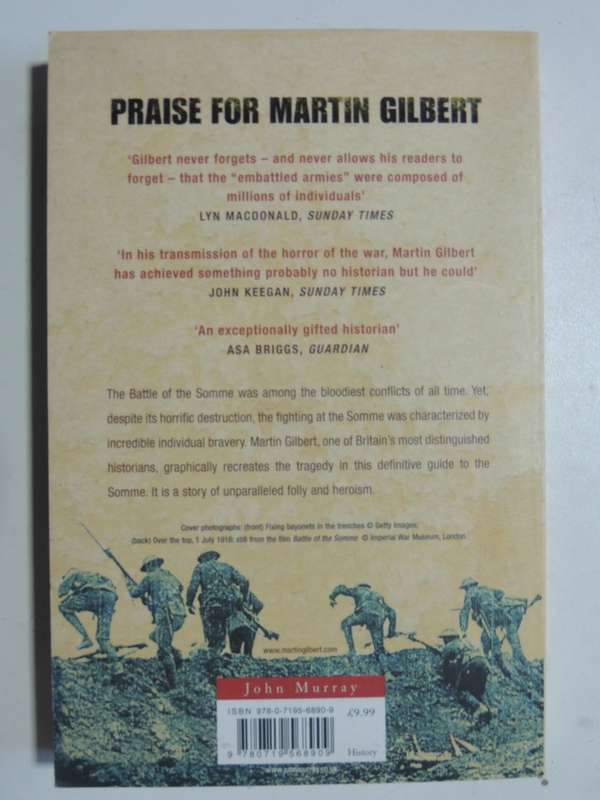 PRAISE FOR MARTIN GILBERT
'Gilbert never forgets – and never allows his readers to
forget – that the "embattled armies" were composed of
millions of individuals'
LYN MACDONALD, SUNDAY TIMES
'In his transmission of the horror of the war, Martin Gilbert
has achieved something probably no historian but he could'
JOHN KEEGAN, SUNDAY TIMES
'An exceptionally gifted historian'
ASA BRIGGS, GUARDIAN
The Battle of the Somme was among the bloodiest conflicts of all time. Yet,
despite its horrific destruction, the fighting at the Somme was characterized by
incredible individual bravery. Martin Gilbert, one of Britain's most distinguished
historians, graphically recreates the tragedy in this definitive guide to the
Somme. It is a story of unparalleled folly and heroism.
Cover photographs: (front) Fixing bayonets in the trenches © Getty Images;
(back) Over the top, 1 July 1916: still from the film Battle of the Somme © Imperial War Museum, London
www.martingilbert.com
John Murray
ISBN 978-0-7195-6890-9
£9.99
9 780719 568909
History